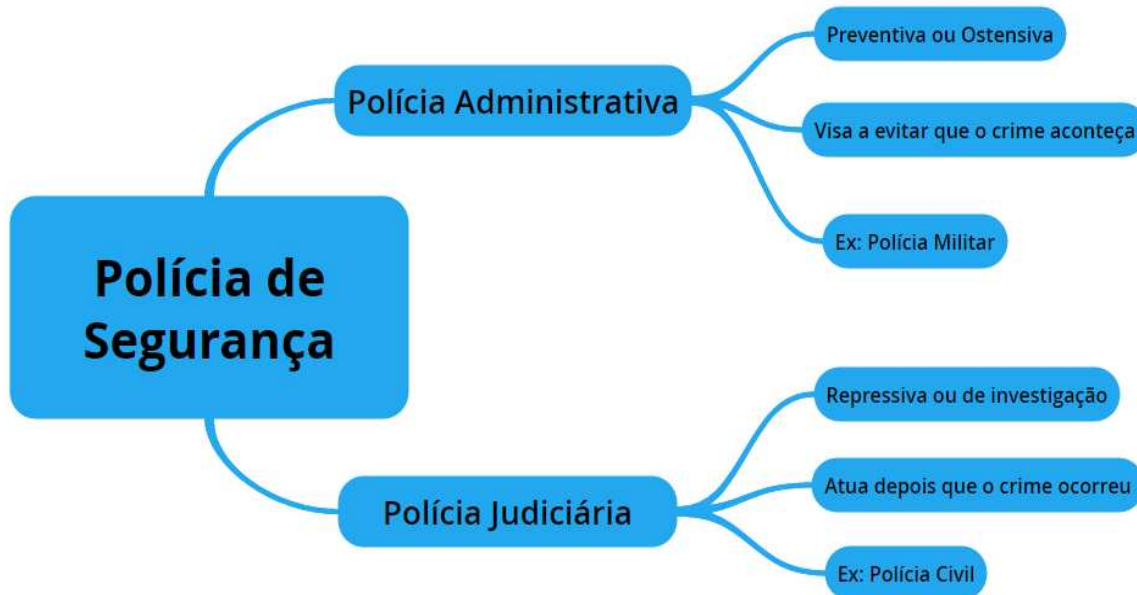 Preventiva ou Ostensiva
Polícia Administrativa
Visa a evitar que o crime aconteça
Ex: Polícia Militar
Polícia de
Segurança
Repressiva ou de investigação
Polícia Judiciária
Atua depois que o crime ocorreu
Ex: Polícia Civil